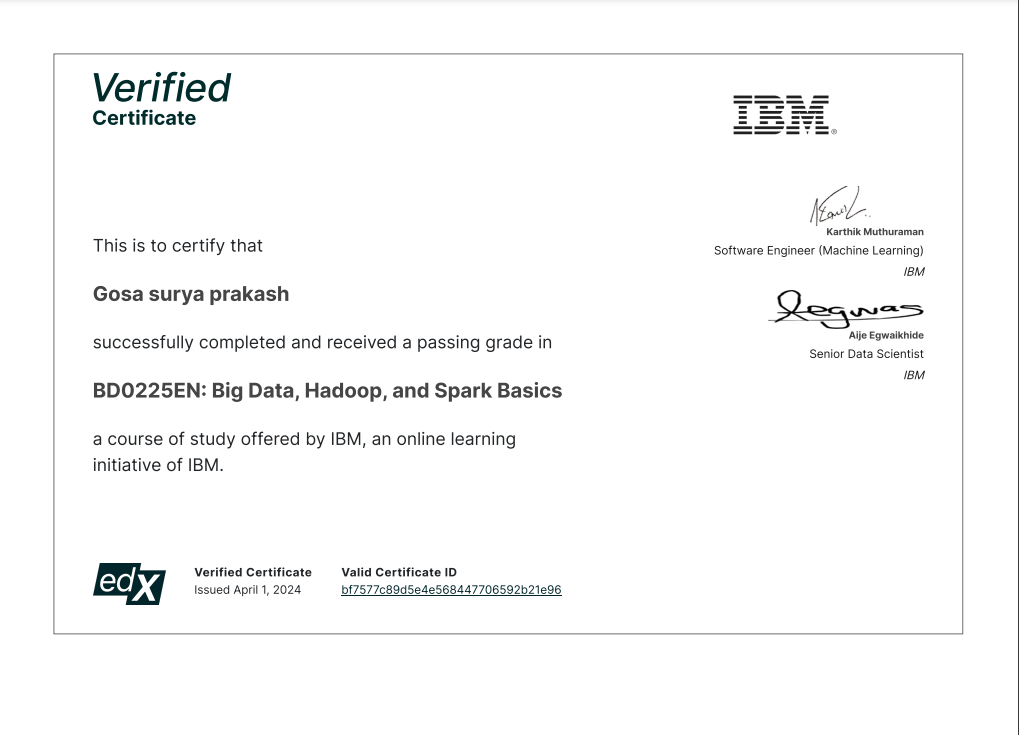 Verified
Certificate
IBM
This is to certify that
Gosa surya prakash
successfully completed and received a passing grade in
BD0225EN: Big Data, Hadoop, and Spark Basics
a course of study offered by IBM, an online learning
initiative of IBM.
Karthik Muthuraman
Software Engineer (Machine Learning)
IBM
Aije Egwaikhide
Senior Data Scientist
IBM
edX
Verified Certificate
Issued April 1, 2024
Valid Certificate ID
bf7577c89d5e4e568447706592b21e96